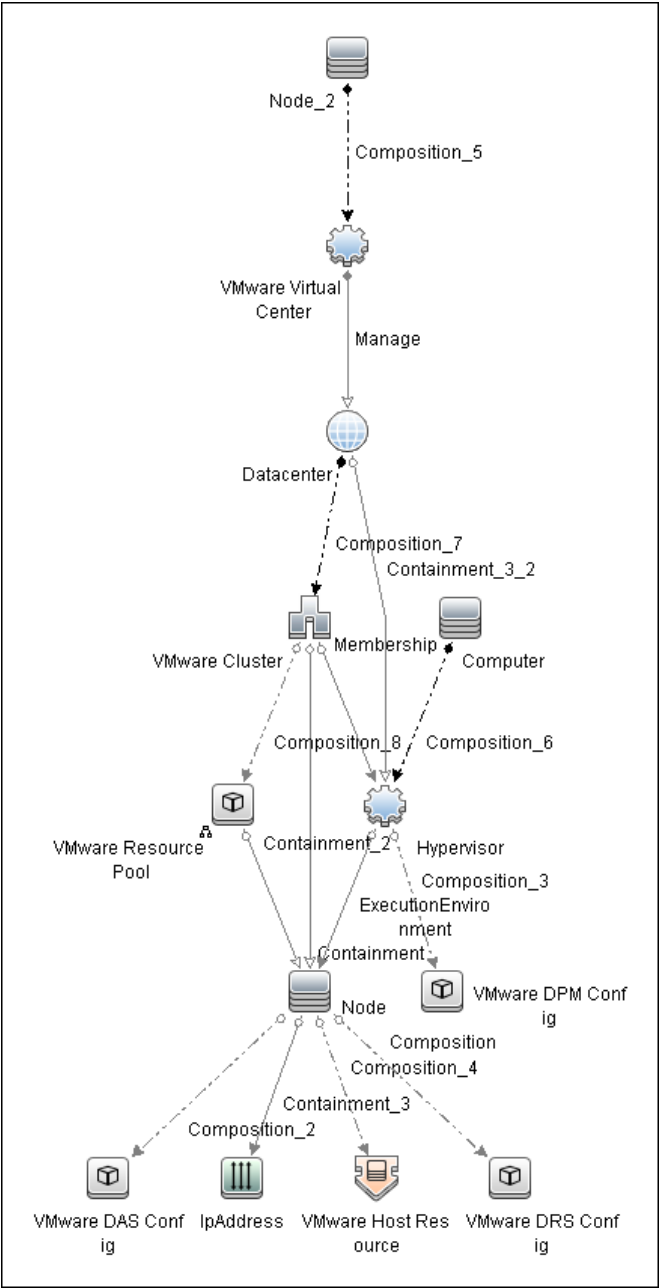 Node_2
Composition_5
VMware Virtual
Center
Manage
Datacenter
Composition_7
Containment_3_2
Membership
VMware Cluster
Computer
Composition_8
Composition_6
Containment_2
Hypervisor
VMware Resource
Pool
Composition_3
ExecutionEnviro
nment
Containment
VMware DPM Conf
ig
Node
Composition
Composition_4
Containment_3
Composition_2
VMware DAS Conf
ig
IpAddress
VMware Host Res
ource
VMware DRS Conf
ig